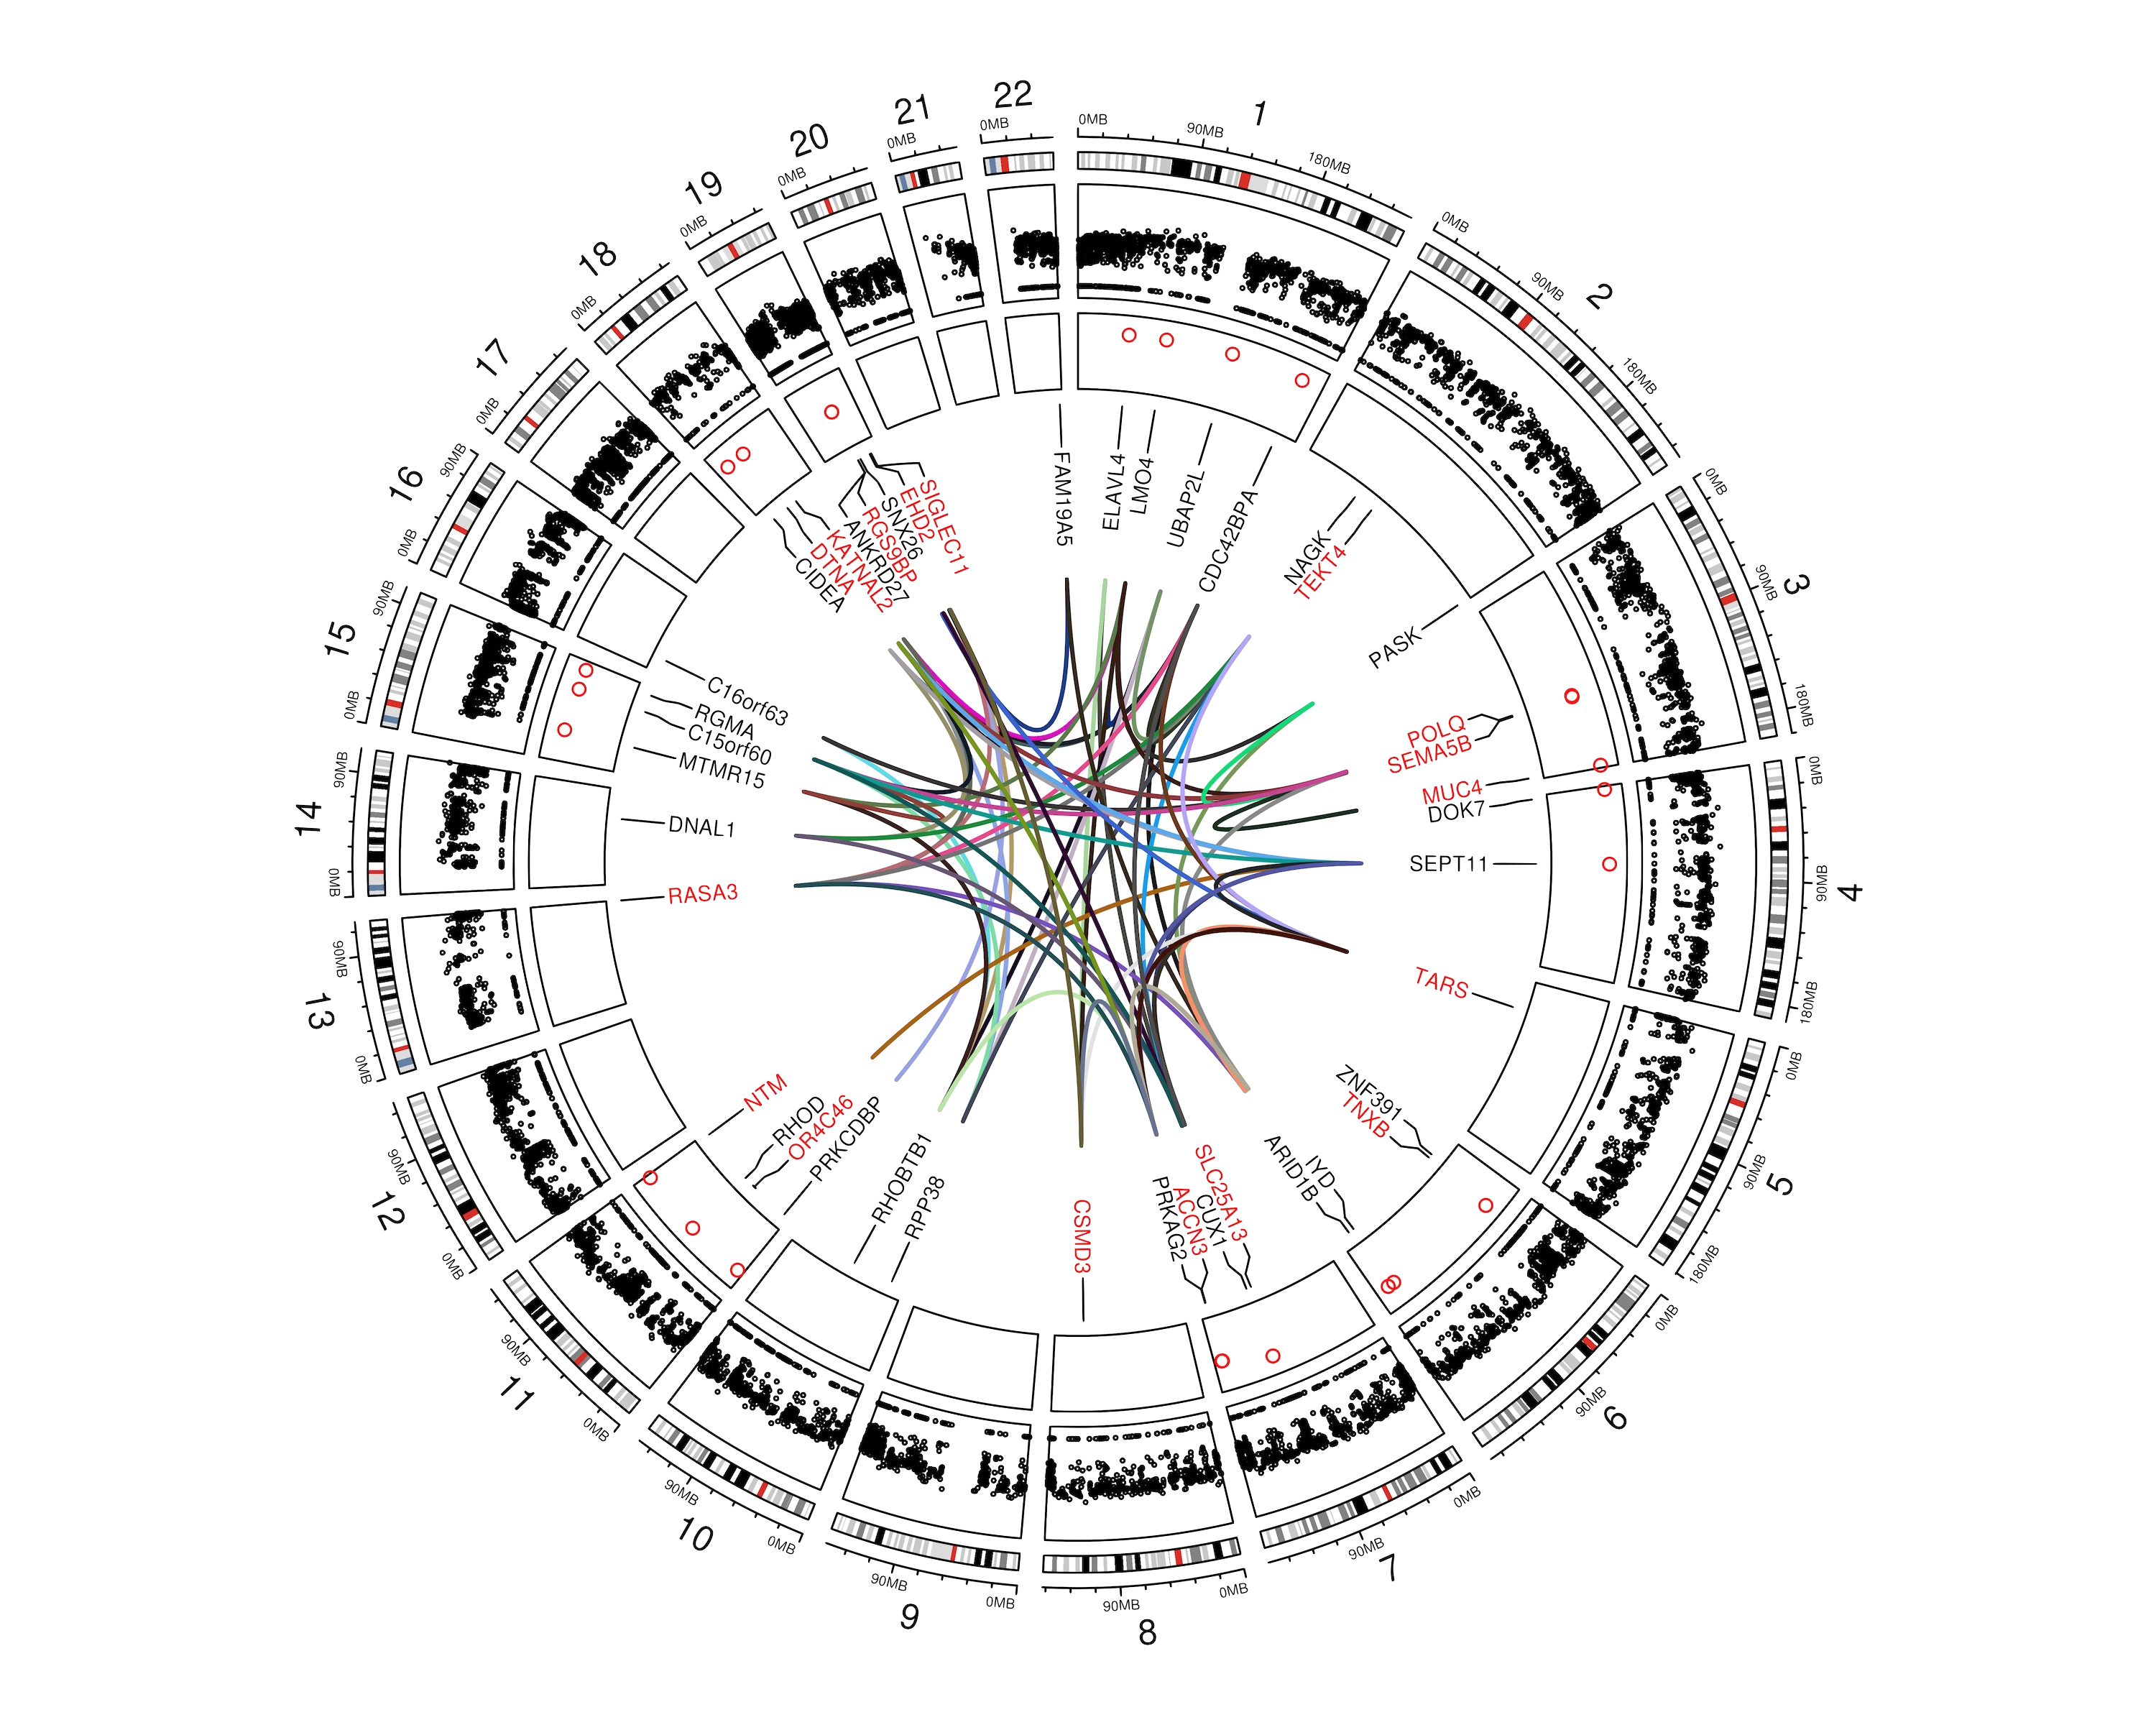 1
0MB
90MB
180MB
2
0MB
90MB
180MB
3
0MB
90MB
180MB
4
0MB
90MB
180MB
5
0MB
90MB
180MB
6
0MB
90MB
7
0MB
90MB
8
0MB
90MB
9
0MB
90MB
10
0MB
90MB
11
0MB
90MB
12
0MB
90MB
13
0MB
90MB
14
0MB
90MB
15
0MB
90MB
16
0MB
90MB
17
0MB
18
0MB
19
0MB
20
0MB
21
0MB
22
0MB
FAM19A5
ELAVL4
LMO4
UBAP2L
CDC42BPA
NAGK
TEKT4
PASK
POLQ
SEMA5B
MUC4
DOK7
SEPT11
TARS
ZNF391
TNXB
IYD
ARID1B
SLC25A13
CUX1
ACCN3
PRKAG2
CSMD3
RPP38
RHOBTB1
PRKCDBP
OR4C46
RHOD
NTM
RASA3
DNAL1
MTMR15
C15orf60
RGMA
C16orf63
CIDEA
DTNA
KATNAL2
ANKRD27
RGS9BP
SNX26
EHD2
SIGLEC11